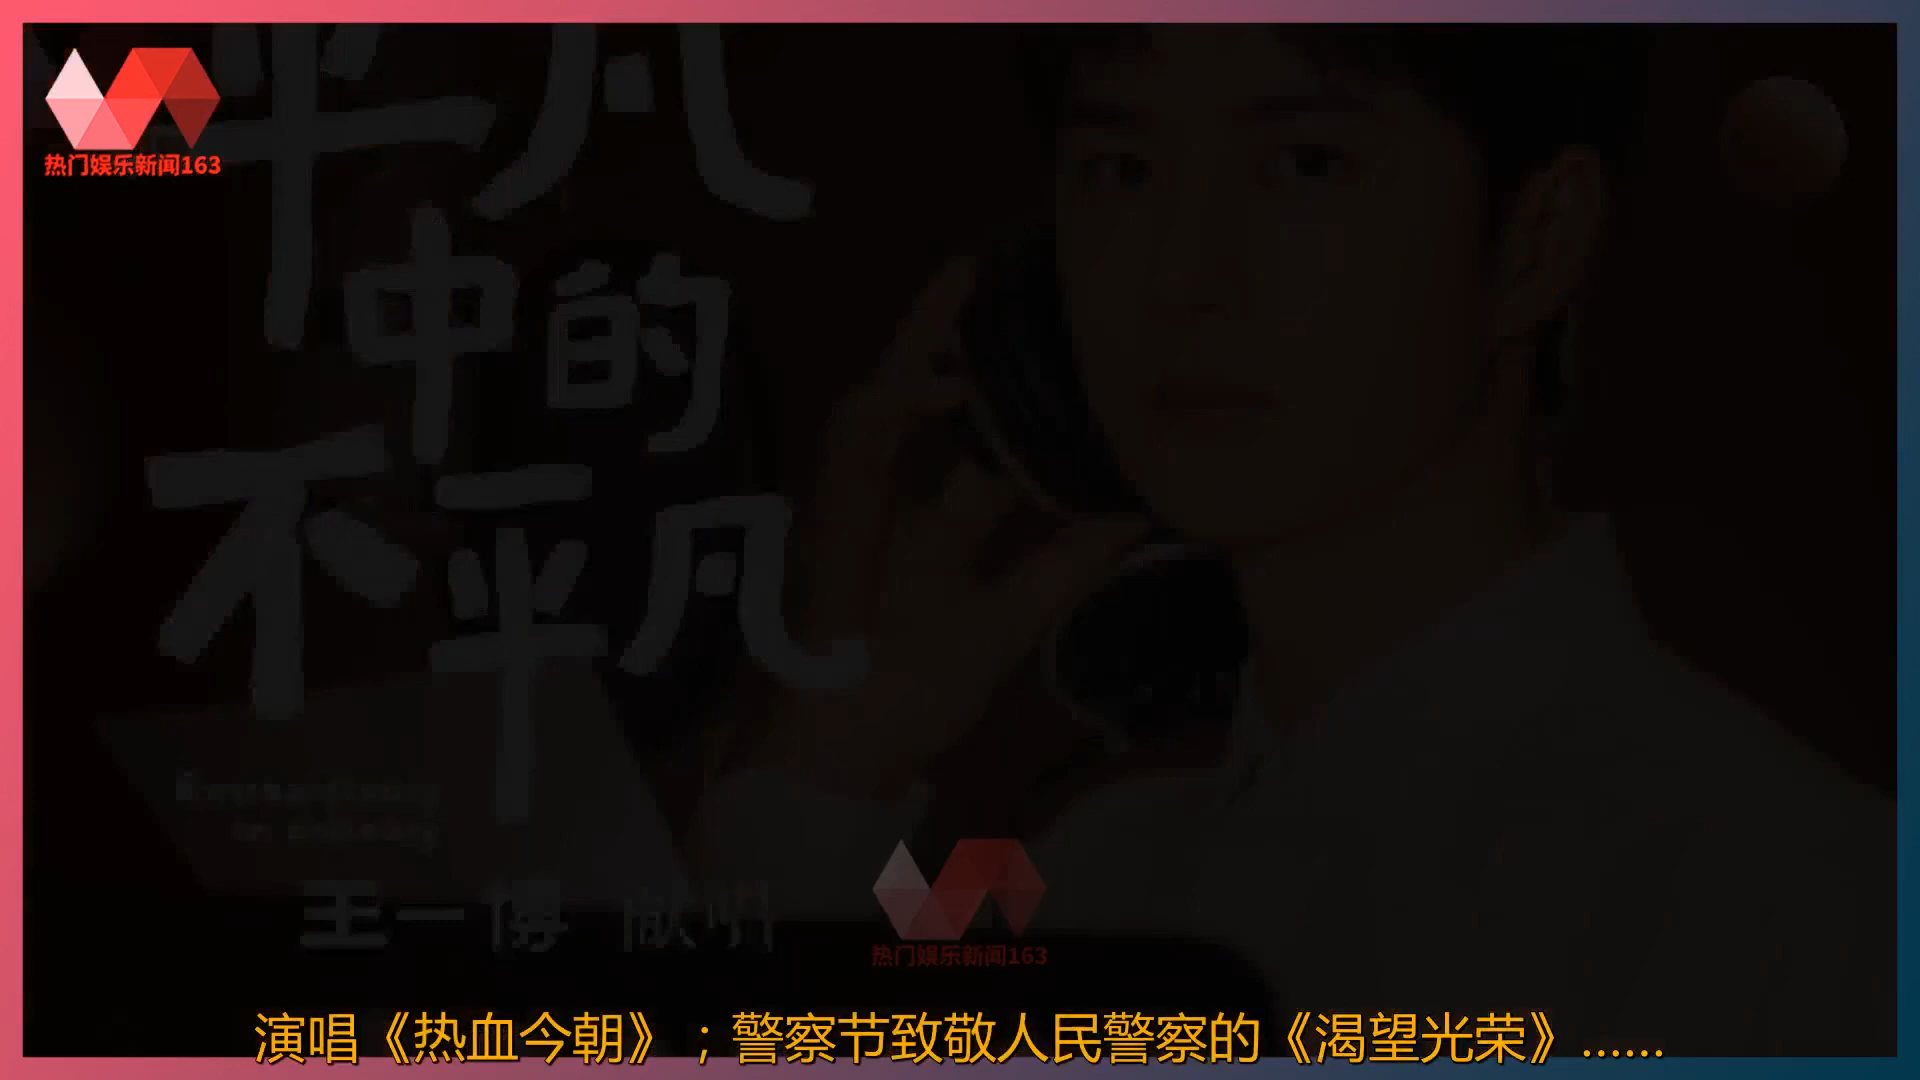 热门娱乐新闻163
平凡
中的
不平凡
王一博 献唱
热门娱乐新闻163
演唱《热血今朝》；警察节致敬人民警察的《渴望光荣》......